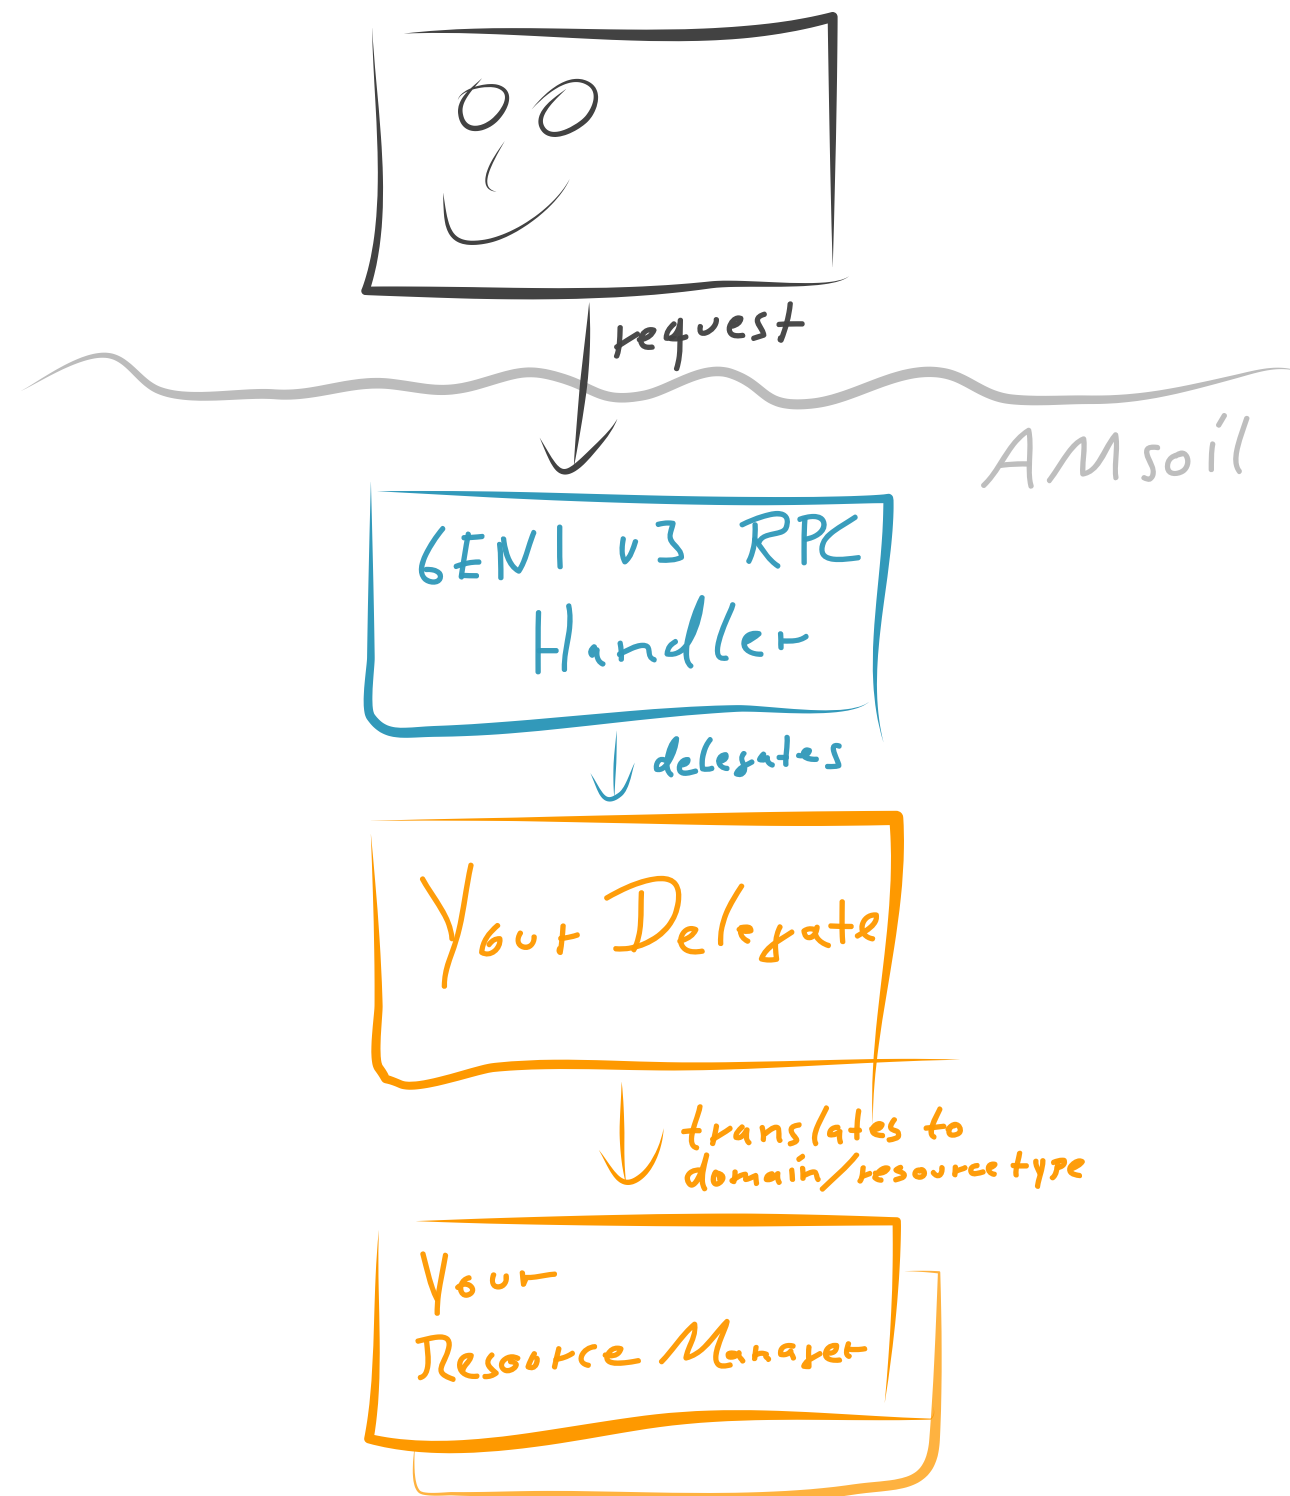 request
AMsoil
GENI v3 RPC
Handler
delegates
Your Delegate
translates to
domain/resource type
Your
Resource Manager